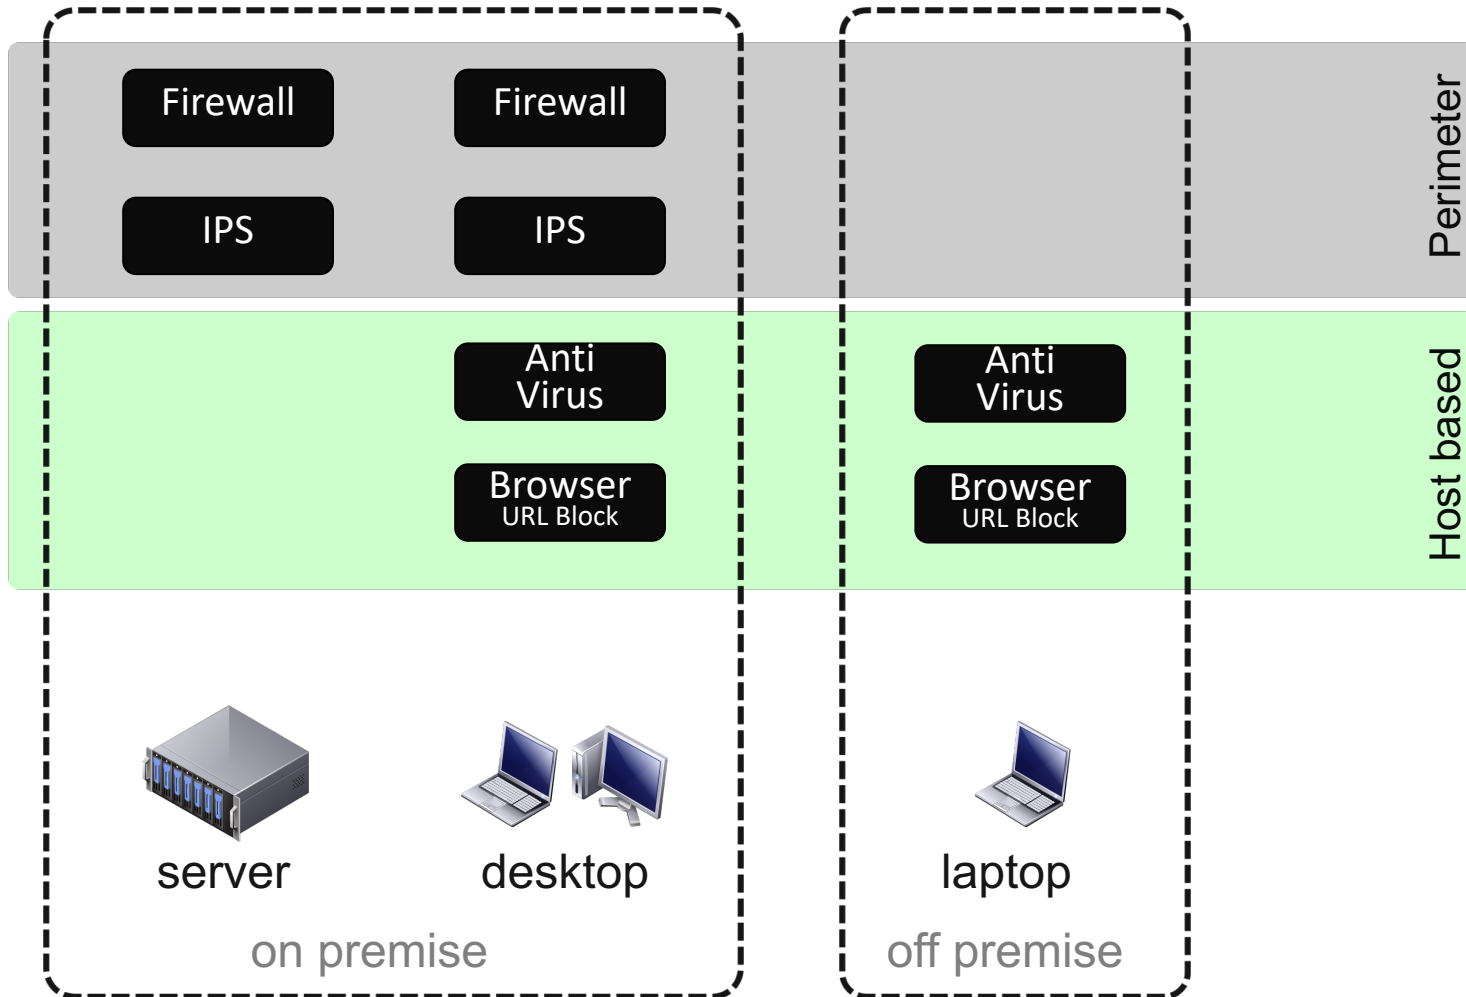 Firewall
Firewall
Perimeter
IPS
IPS
Anti
Virus
Anti
Virus
Host based
Browser
URL Block
Browser
URL Block
server
desktop
laptop
on premise
off premise